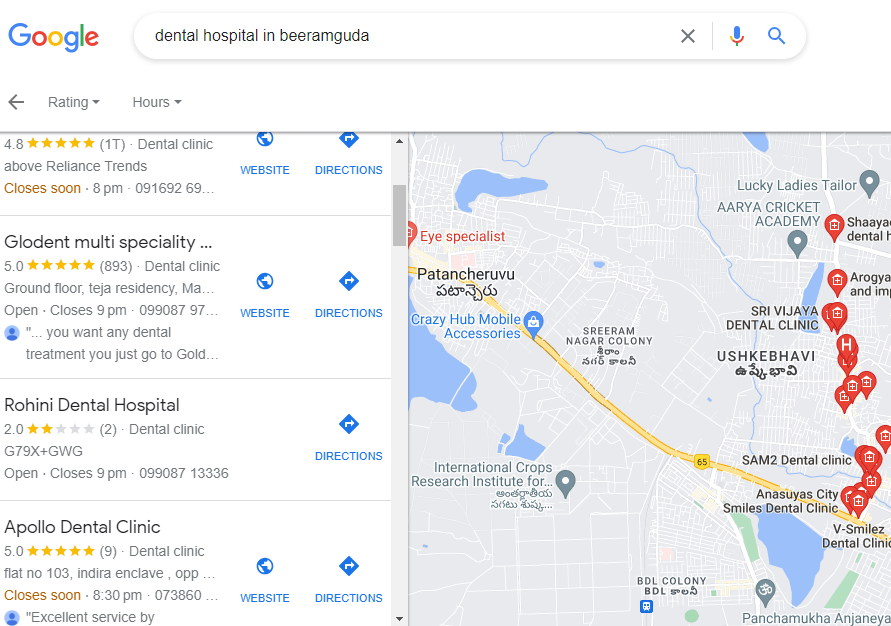 Google
dental hospital in beeramguda
Rating
Hours
4.8 (1T) · Dental clinic
above Reliance Trends
Closes soon · 8 pm · 091692 69...
WEBSITE
DIRECTIONS
Glodent multi speciality ...
5.0 (893) · Dental clinic
Ground floor, teja residency, Ma...
Open · Closes 9 pm · 099087 97...
"... you want any dental
treatment you just go to Gold...
WEBSITE
DIRECTIONS
Rohini Dental Hospital
2.0 (2) · Dental clinic
G79X+GWG
Open · Closes 9 pm · 099087 13336
DIRECTIONS
Apollo Dental Clinic
5.0 (9) · Dental clinic
flat no 103, indira enclave , opp ...
Closes soon · 8:30 pm · 073860 ...
"Excellent service by
WEBSITE
DIRECTIONS
Lucky Ladies Tailor
AARYA CRICKET
ACADEMY
Shaayad
dental h
Eye specialist
Patancheruvu
పటాన్చెరు
Arogya
and imp
Crazy Hub Mobile
Accessories
SRI VIJAYA
DENTAL CLINIC
SREERAM
NAGAR COLONY
శ్రీరాం
నగర్ కాలనీ
H
USHKEBHAVI
ఉష్కేభావి
65
SAM2 Dental clinic
International Crops
Research Institute for...
అంతర్జాతీయ
సగటు శుష్క...
Anasuyas City
Smiles Dental Clinic
V-Smilez
Dental Clinic
BDL COLONY
BDL కాలనీ
Panchamukha Anjaneya